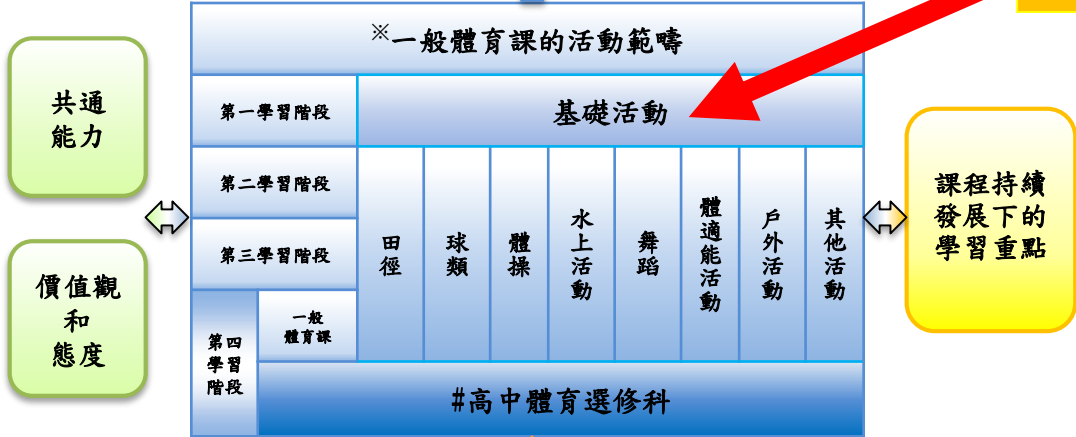 ※一般體育課的活動範疇
共通
能力
價值觀
和
態度
第一學習階段
基礎活動
第二學習階段
第三學習階段
第四
學習
階段
一般
體育課
田徑
球類
體操
水上活動
舞蹈
體適能活動
戶外活動
其他活動
#高中體育選修科
課程持續
發展下的
學習重點